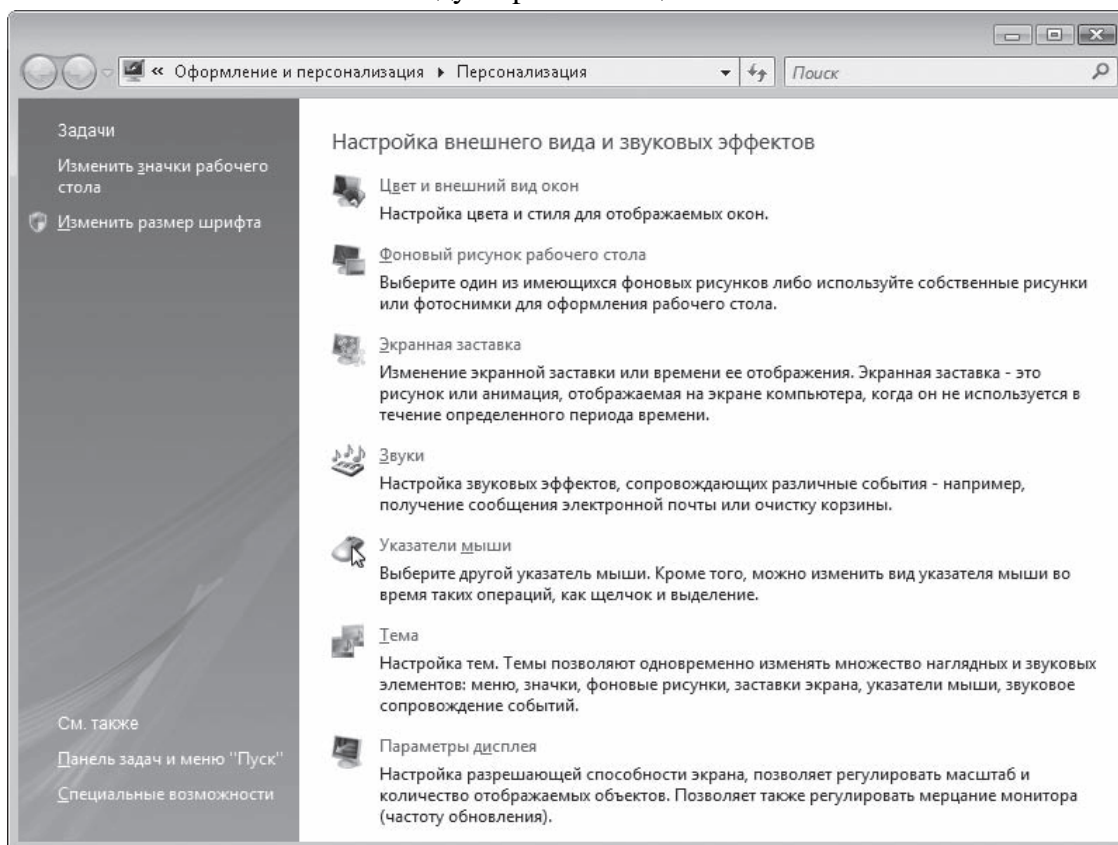 « Оформление и персонализация ▸ Персонализация
Поиск
Задачи
Изменить значки рабочего
стола
Изменить размер шрифта
См. также
Панель задач и меню "Пуск"
Специальные возможности
Настройка внешнего вида и звуковых эффектов
Цвет и внешний вид окон
Настройка цвета и стиля для отображаемых окон.
Фоновый рисунок рабочего стола
Выберите один из имеющихся фоновых рисунков либо используйте собственные рисунки
или фотоснимки для оформления рабочего стола.
Экранная заставка
Изменение экранной заставки или времени ее отображения. Экранная заставка - это
рисунок или анимация, отображаемая на экране компьютера, когда он не используется в
течение определенного периода времени.
Звуки
Настройка звуковых эффектов, сопровождающих различные события - например,
получение сообщения электронной почты или очистку корзины.
Указатели мыши
Выберите другой указатель мыши. Кроме того, можно изменить вид указателя мыши во
время таких операций, как щелчок и выделение.
Тема
Настройка тем. Темы позволяют одновременно изменять множество наглядных и звуковых
элементов: меню, значки, фоновые рисунки, заставки экрана, указатели мыши, звуковое
сопровождение событий.
Параметры дисплея
Настройка разрешающей способности экрана, позволяет регулировать масштаб и
количество отображаемых объектов. Позволяет также регулировать мерцание монитора
(частоту обновления).